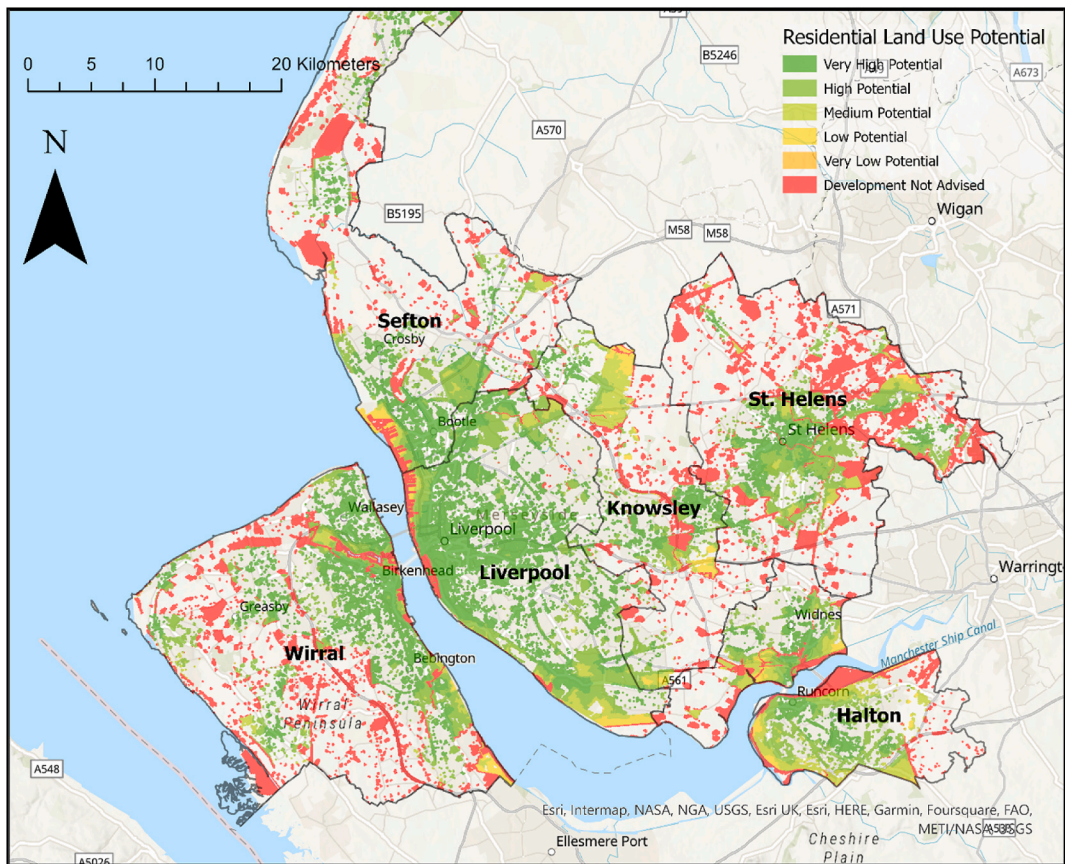 Residential Land Use Potential
Very High Potential
High Potential
Medium Potential
Low Potential
Very Low Potential
Development Not Advised
0 5 10 20 Kilometers
N
B5246
A673
A570
B5195
M58
M58
Wigan
A571
Sefton
Crosby
St. Helens
St Helens
Bootle
Wallasey
Knowsley
Merseyside
Liverpool
Birkenhead
Liverpool
Warringt
Greasby
Widnes
Manchester Ship Canal
Wirral
Bebington
A561
Runcorn
Wirral
Peninsula
Halton
A548
Esri, Intermap, NASA, NGA, USGS, Esri UK, Esri, HERE, Garmin, Foursquare, FAO,
METI/NASA, USGS
Ellesmere Port
Cheshire
Plain
A5026